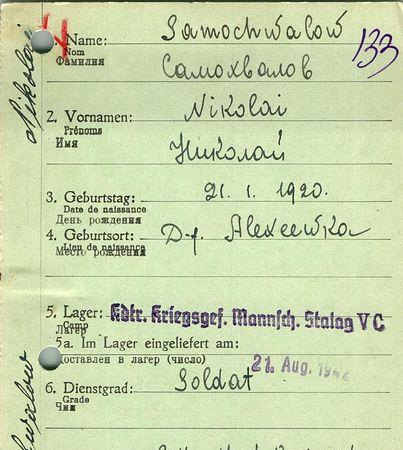 Nikolai
4
1. Name: Samochwalow
Nom
Фамилия Самохвалов
133
2. Vornamen: Nikolai
Prénoms
Имя Николай
3. Geburtstag: 21. 1. 1920.
Date de naissance
День рождения
4. Geburtsort: D-f. Alexeewka
Lieu de naissance
Место рождения
5. Lager: Kdtr. Kriegsgef. Mannsch. Stalag V C
Camp
Лагерь
5a. Im Lager eingeliefert am:
доставлен в лагерь (число) 21. Aug. 1942
6. Dienstgrad: Soldat
Grade
Чин